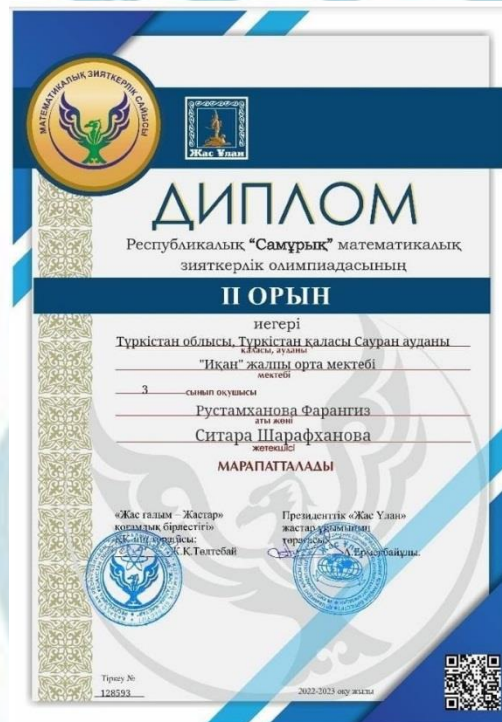 МАТЕМАТИКАЛЫҚ ЗИЯТКЕРЛІК САЙЫСЫ
Жас Ұлан
ДИПЛОМ
Республикалық “Самұрық” математикалық
зияткерлік олимпиадасының
II ОРЫН
иегері
Түркістан облысы, Түркістан қаласы Сауран ауданы
қаласы, ауданы
"Иқан" жалпы орта мектебі
мектебі
3 сынып оқушысы
Рустамханова Фарангиз
аты жөні
Ситара Шарафханова
жетекшісі
МАРАПАТТАЛАДЫ
«Жас ғалым – Жастар»
қоғамдық бірлестігі»
төрағасы:
Ж.Қ.Төлтебай
Президенттік «Жас Ұлан»
жастар ұйымының
төрағасы
Тіркеу №
128593
2022-2023 оқу жылы